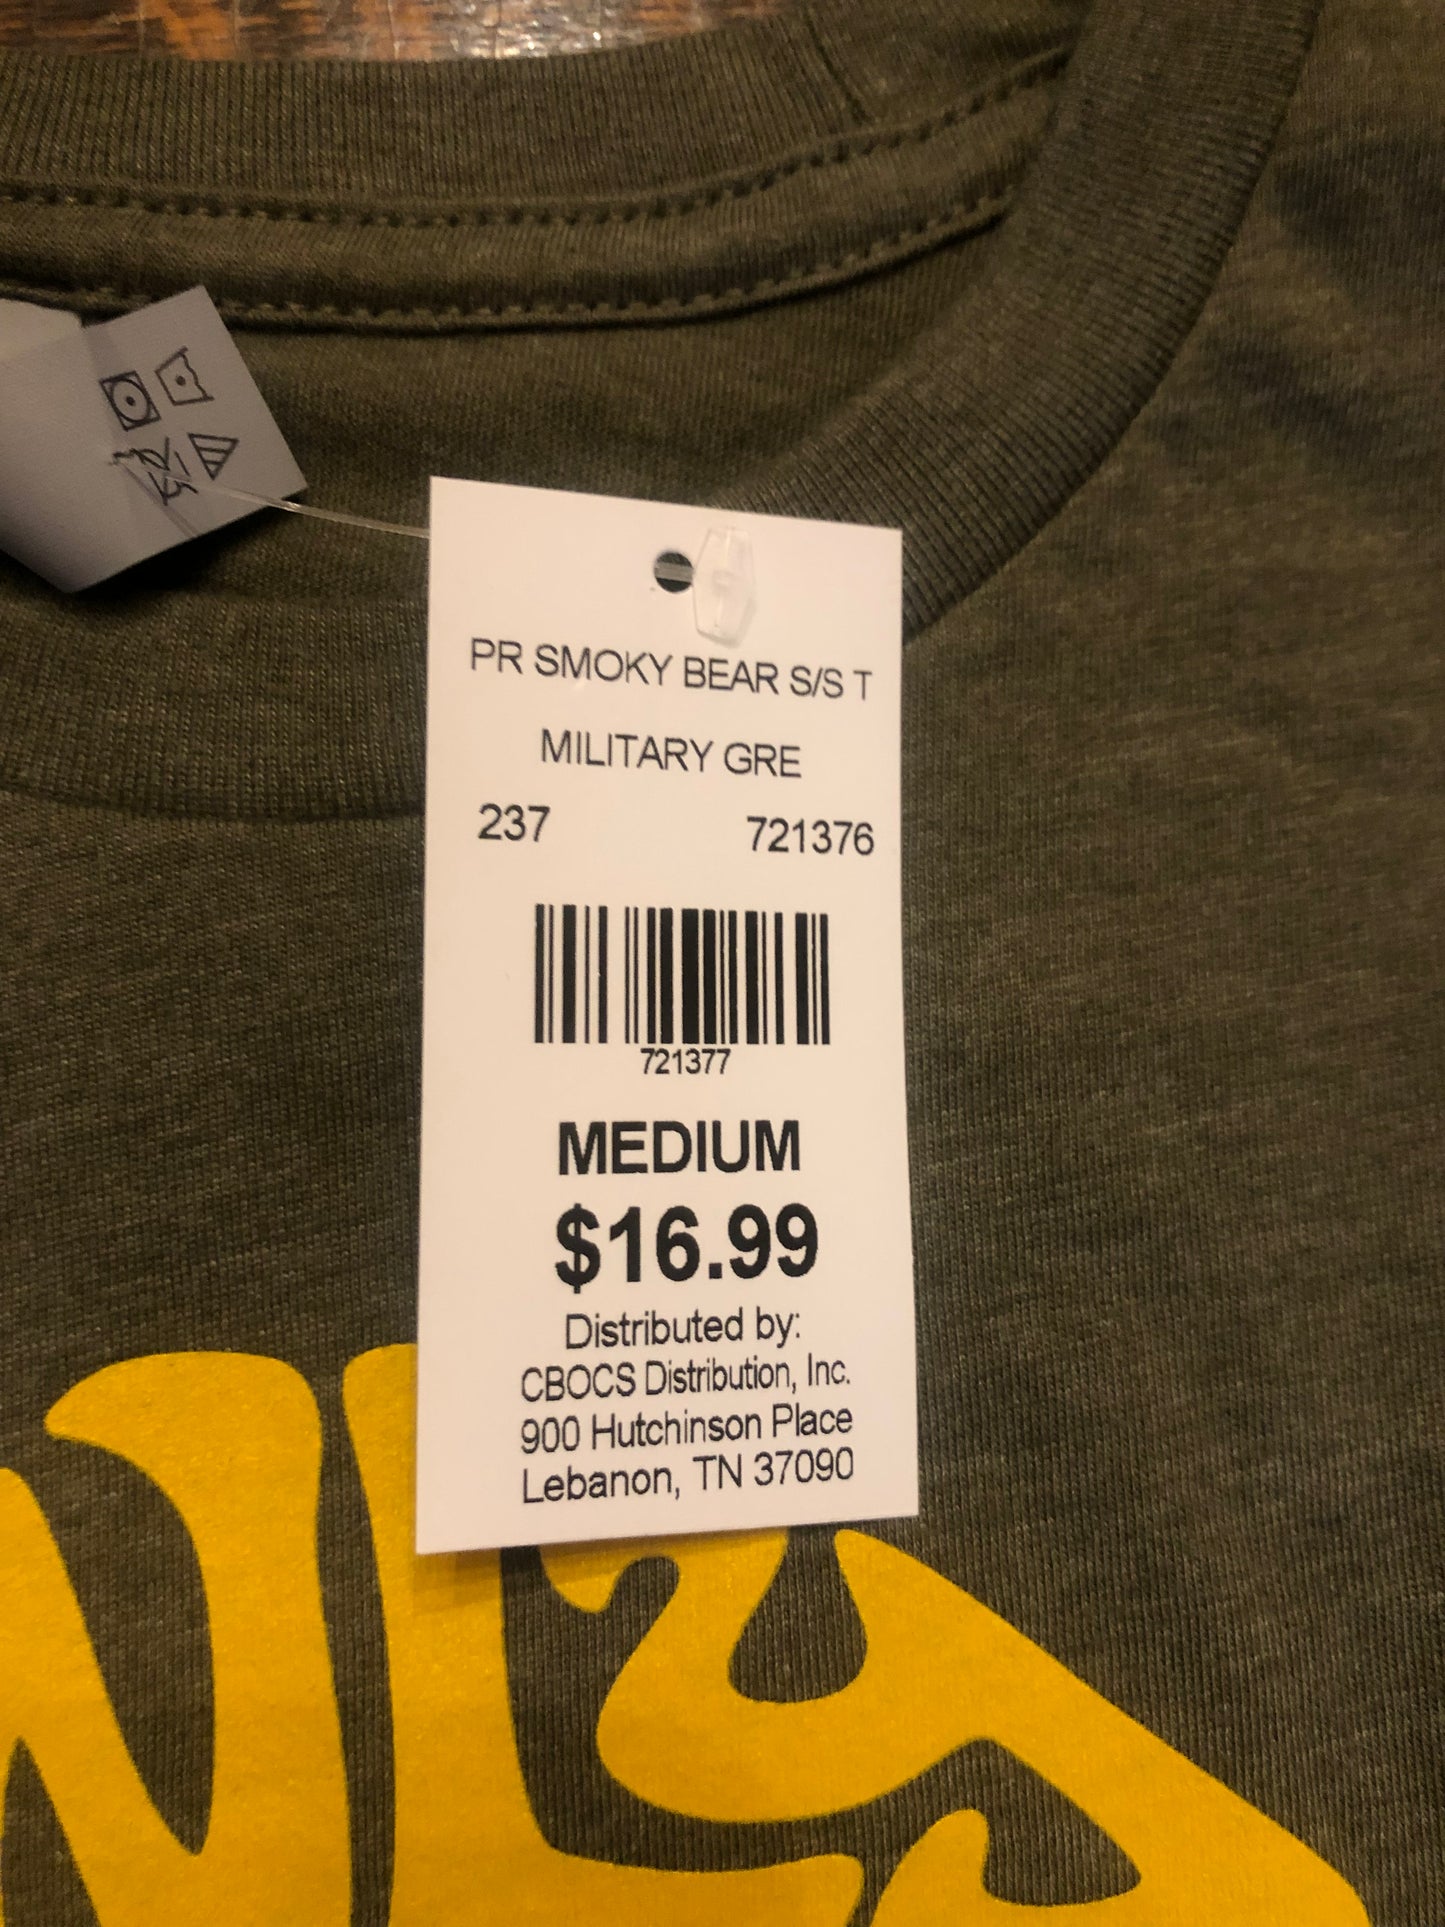 PR SMOKY BEAR S/S T
MILITARY GRE
237 721376
721377
MEDIUM
$16.99
Distributed by:
CBOCS Distribution, Inc.
900 Hutchinson Place
Lebanon, TN 37090
NLY